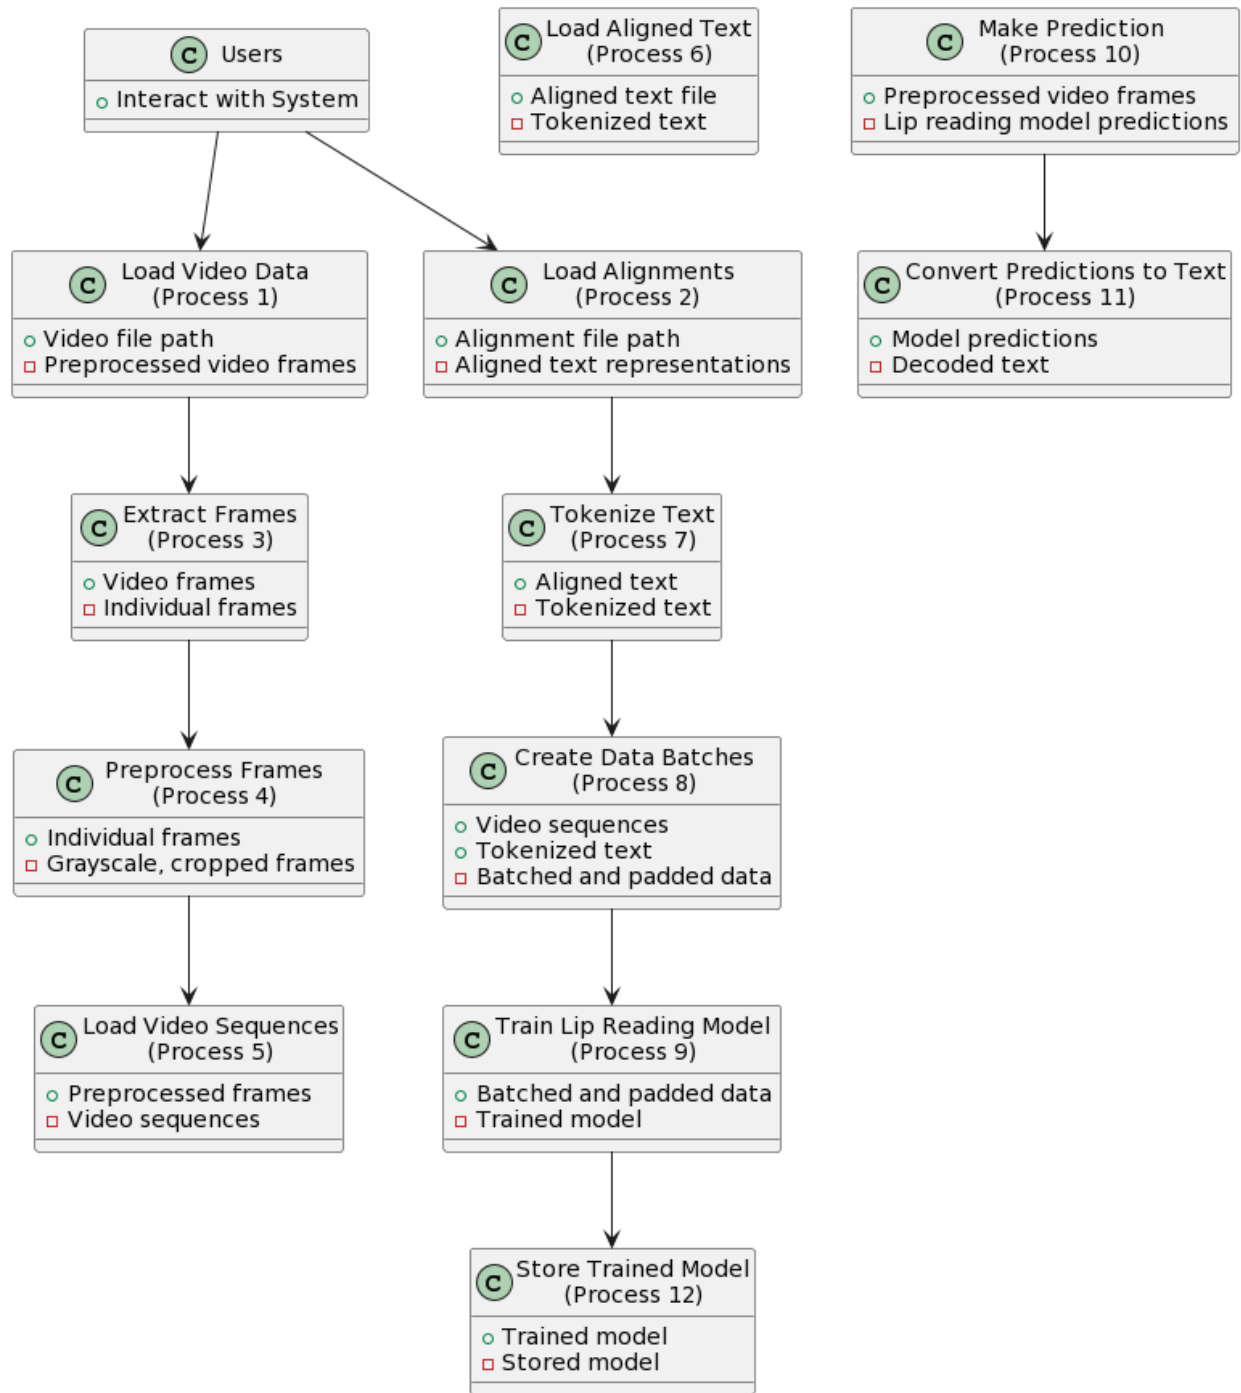 C Users
Interact with System
C Load Aligned Text
(Process 6)
Aligned text file
Tokenized text
C Make Prediction
(Process 10)
Preprocessed video frames
Lip reading model predictions
C Load Video Data
(Process 1)
Video file path
Preprocessed video frames
C Load Alignments
(Process 2)
Alignment file path
Aligned text representations
C Convert Predictions to Text
(Process 11)
Model predictions
Decoded text
C Extract Frames
(Process 3)
Video frames
Individual frames
C Tokenize Text
(Process 7)
Aligned text
Tokenized text
C Preprocess Frames
(Process 4)
Individual frames
Grayscale, cropped frames
C Create Data Batches
(Process 8)
Video sequences
Tokenized text
Batched and padded data
C Load Video Sequences
(Process 5)
Preprocessed frames
Video sequences
C Train Lip Reading Model
(Process 9)
Batched and padded data
Trained model
C Store Trained Model
(Process 12)
Trained model
Stored model